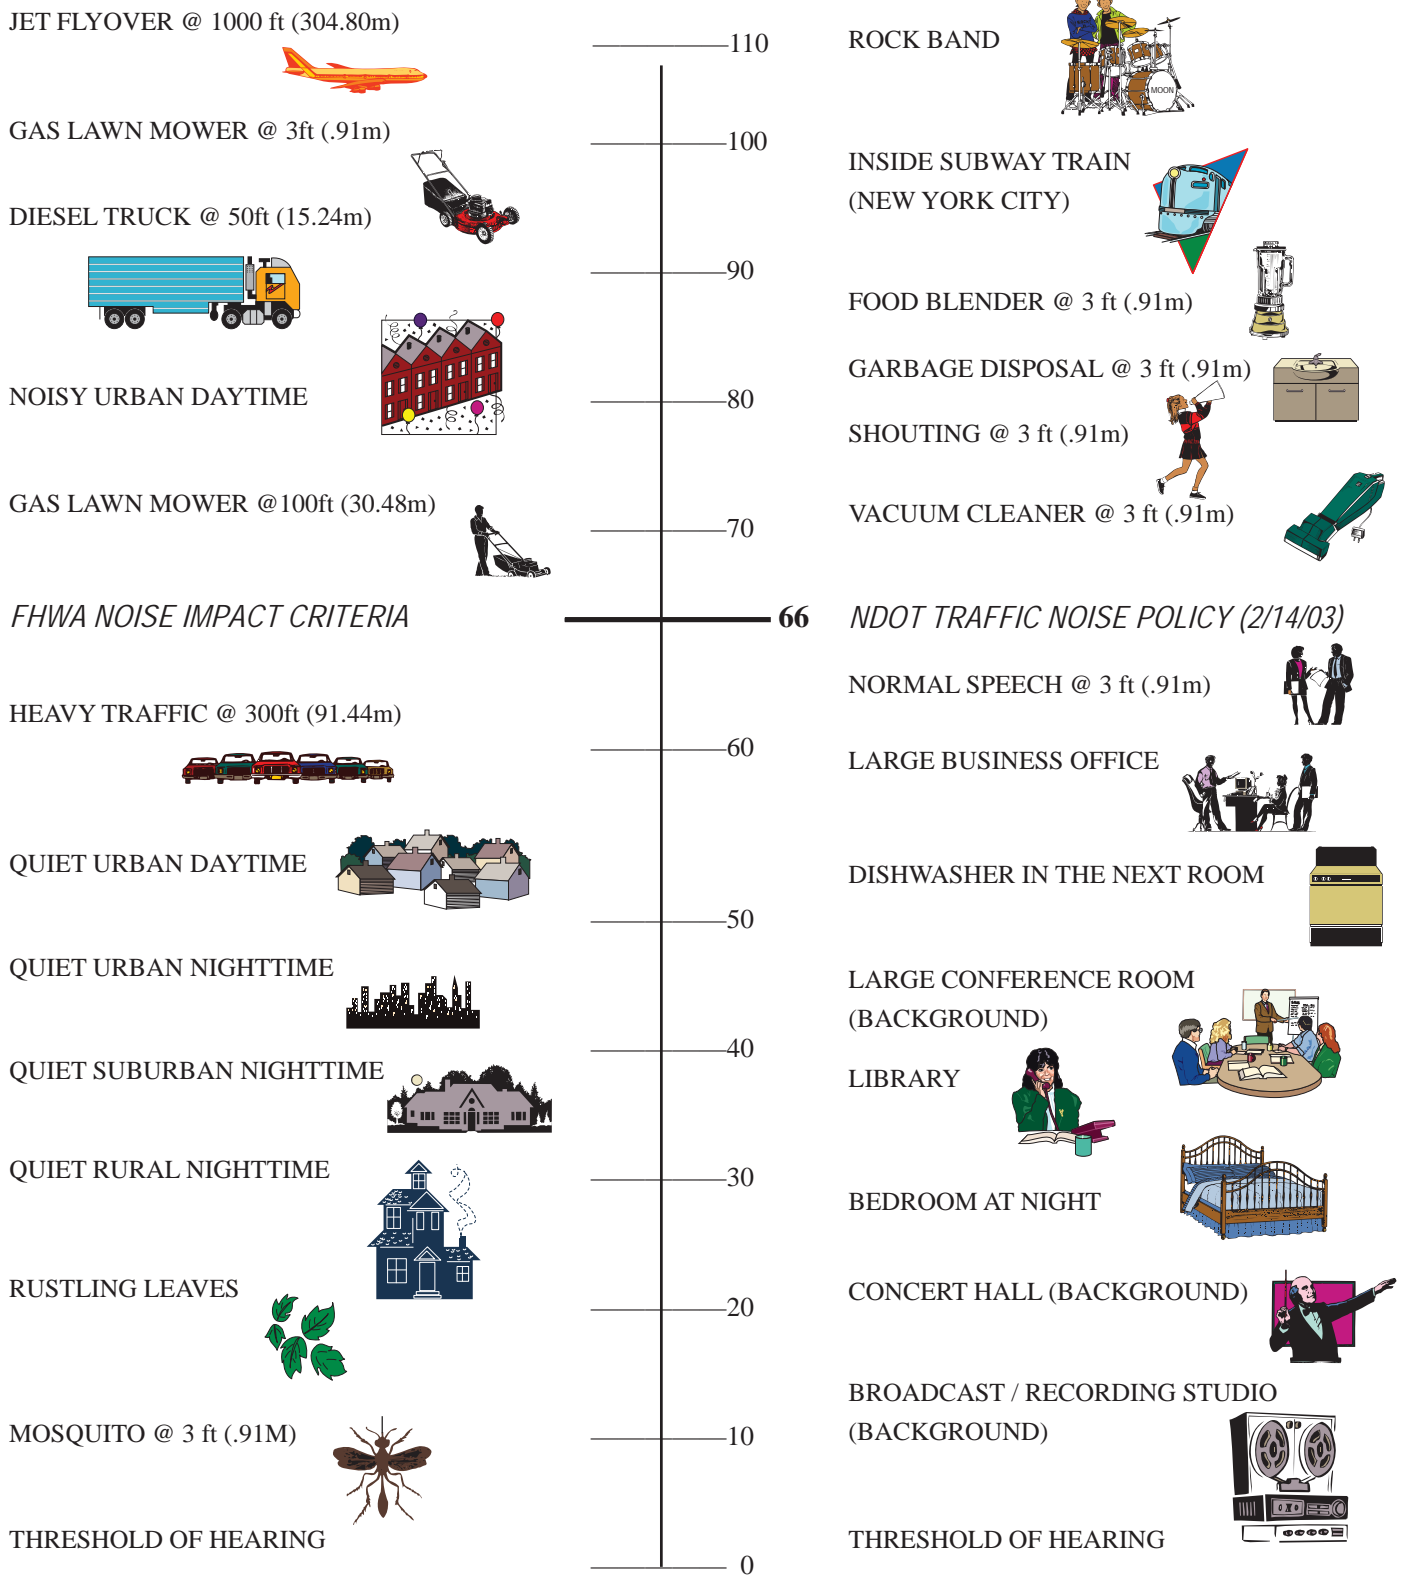 JET FLYOVER @ 1000 ft (304.80m)
110
ROCK BAND
MOON
GAS LAWN MOWER @ 3ft (.91m)
100
INSIDE SUBWAY TRAIN
(NEW YORK CITY)
DIESEL TRUCK @ 50ft (15.24m)
90
FOOD BLENDER @ 3 ft (.91m)
GARBAGE DISPOSAL @ 3 ft (.91m)
NOISY URBAN DAYTIME
80
SHOUTING @ 3 ft (.91m)
GAS LAWN MOWER @100ft (30.48m)
70
VACUUM CLEANER @ 3 ft (.91m)
FHWA NOISE IMPACT CRITERIA
66
NDOT TRAFFIC NOISE POLICY (2/14/03)
NORMAL SPEECH @ 3 ft (.91m)
HEAVY TRAFFIC @ 300ft (91.44m)
60
LARGE BUSINESS OFFICE
QUIET URBAN DAYTIME
DISHWASHER IN THE NEXT ROOM
50
QUIET URBAN NIGHTTIME
LARGE CONFERENCE ROOM
(BACKGROUND)
40
QUIET SUBURBAN NIGHTTIME
LIBRARY
QUIET RURAL NIGHTTIME
30
BEDROOM AT NIGHT
RUSTLING LEAVES
20
CONCERT HALL (BACKGROUND)
BROADCAST / RECORDING STUDIO
(BACKGROUND)
MOSQUITO @ 3 ft (.91M)
10
THRESHOLD OF HEARING
THRESHOLD OF HEARING
0